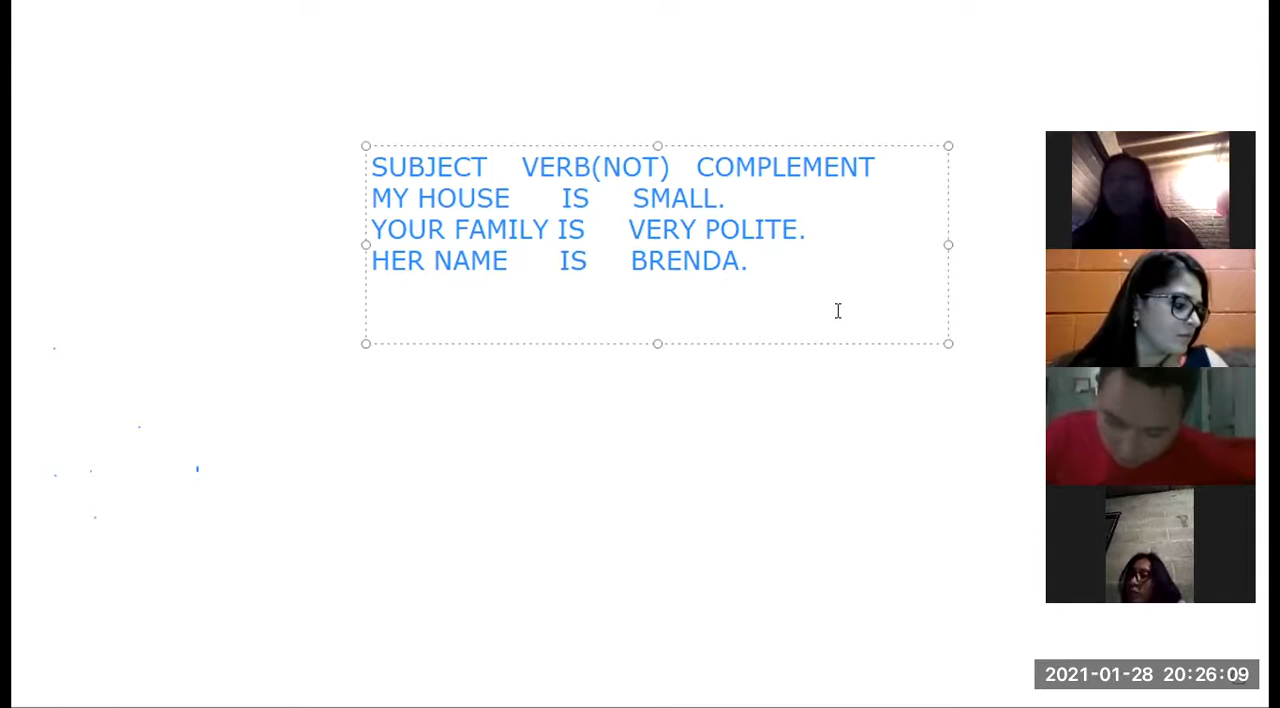 SUBJECT VERB(NOT) COMPLEMENT
MY HOUSE IS SMALL.
YOUR FAMILY IS VERY POLITE.
HER NAME IS BRENDA.
2021-01-28 20:26:09